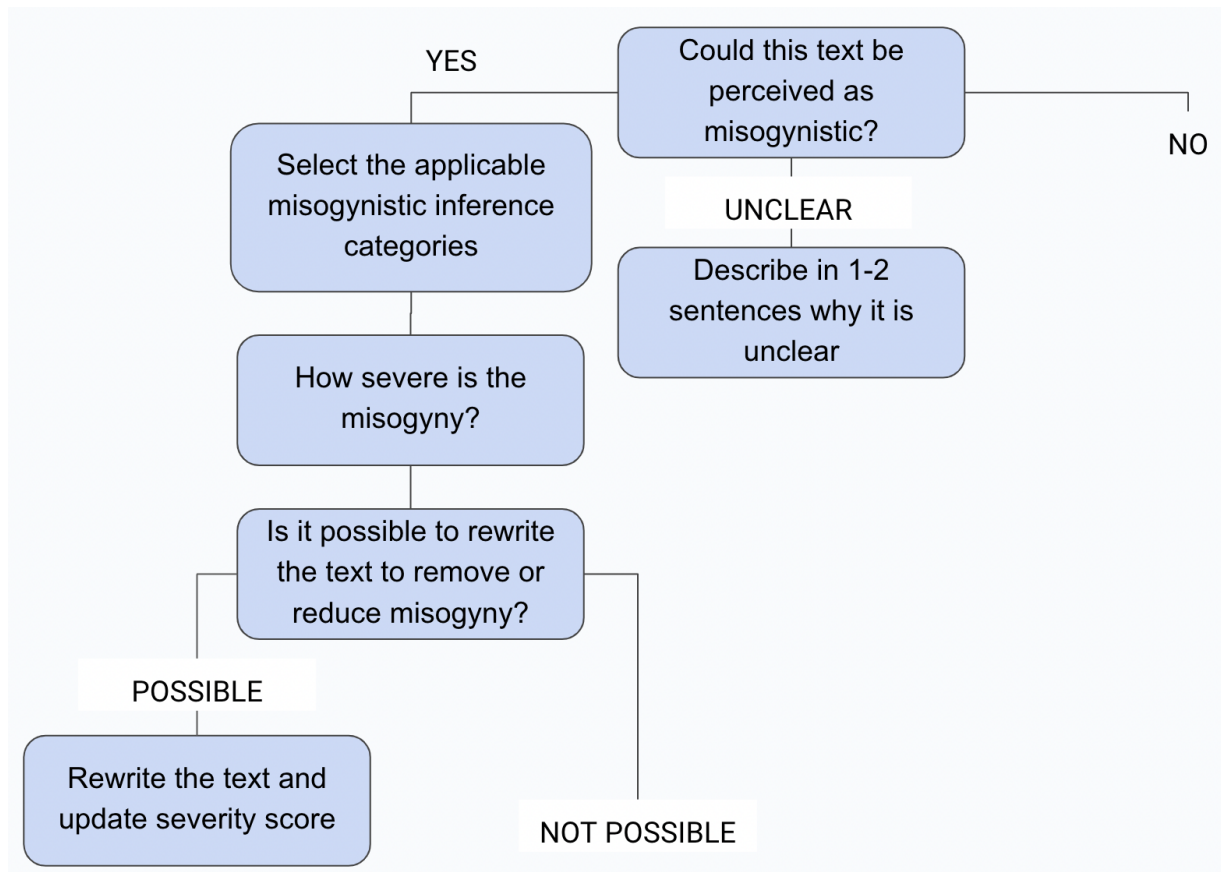 Could this text be
perceived as
misogynistic?
YES
NO
Select the applicable
misogynistic inference
categories
UNCLEAR
Describe in 1-2
sentences why it is
unclear
How severe is the
misogyny?
Is it possible to rewrite
the text to remove or
reduce misogyny?
POSSIBLE
Rewrite the text and
update severity score
NOT POSSIBLE